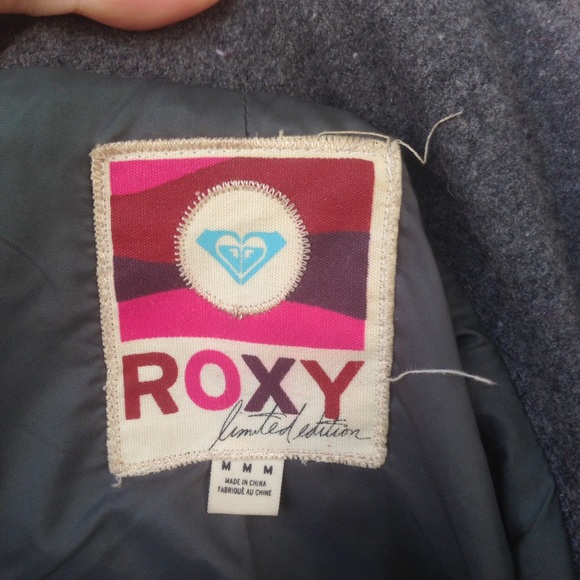 ROXY
limited edition
M M M
MADE IN CHINA
FABRIQUÉ AU CHINE